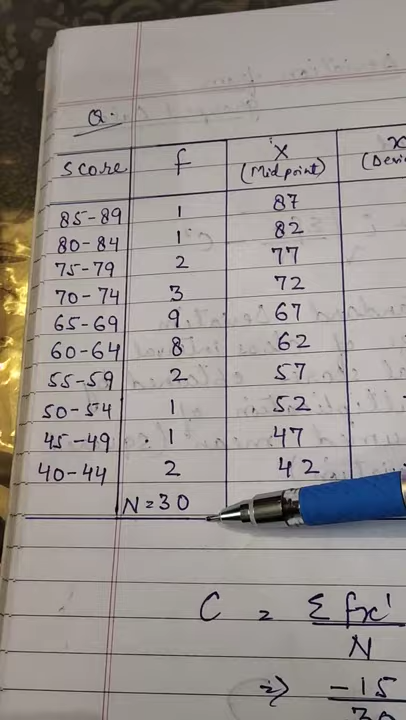 Q.
Score f X x
(Midpoint) (Devi
85-89 1 87
80-84 1 82
75-79 2 77
70-74 3 72
65-69 9 67
60-64 8 62
55-59 2 57
50-54 1 52
45-49 1 47
40-44 2 42
N=30
C = Σfx'
N
⇒ -15
30